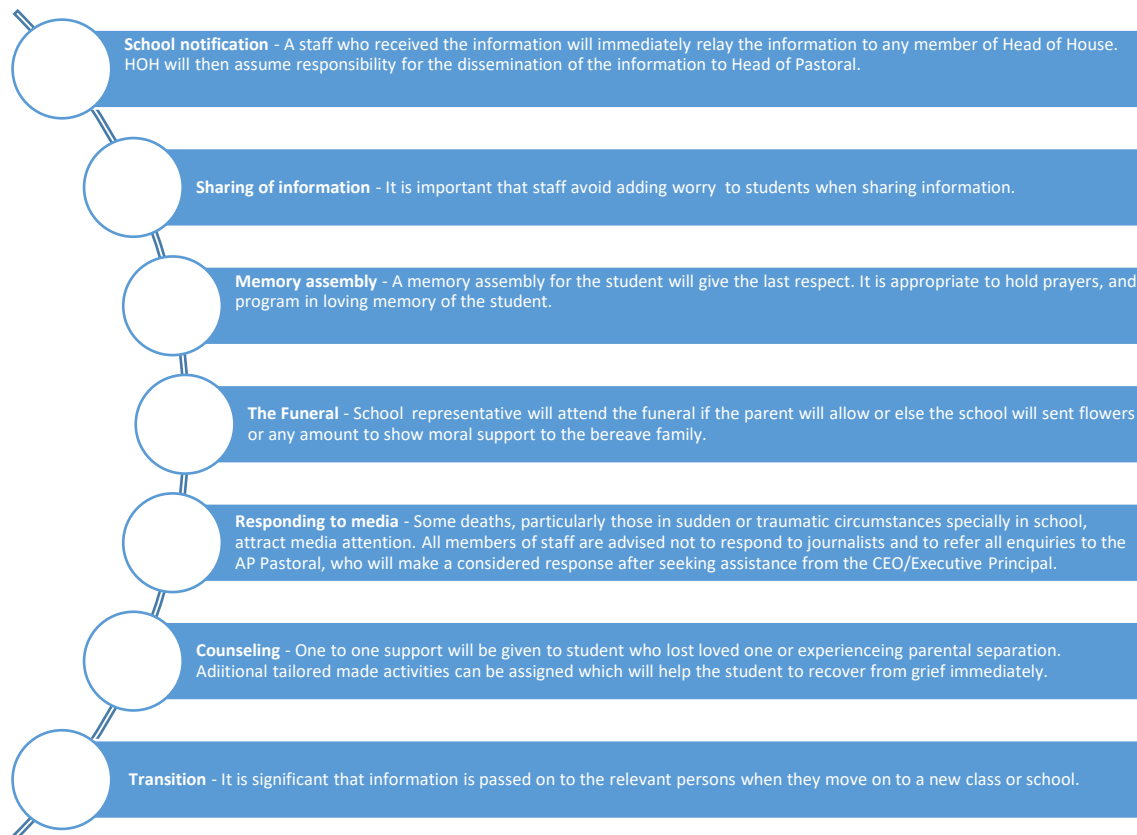 School notification - A staff who received the information will immediately relay the information to any member of Head of House.
HOH will then assume responsibility for the dissemination of the information to Head of Pastoral.
Sharing of information - It is important that staff avoid adding worry to students when sharing information.
Memory assembly - A memory assembly for the student will give the last respect. It is appropriate to hold prayers, and
program in loving memory of the student.
The Funeral - School representative will attend the funeral if the parent will allow or else the school will sent flowers
or any amount to show moral support to the bereave family.
Responding to media - Some deaths, particularly those in sudden or traumatic circumstances specially in school,
attract media attention. All members of staff are advised not to respond to journalists and to refer all enquiries to the
AP Pastoral, who will make a considered response after seeking assistance from the CEO/Executive Principal.
Counseling - One to one support will be given to student who lost loved one or experienceing parental separation.
Adiitional tailored made activities can be assigned which will help the student to recover from grief immediately.
Transition - It is significant that information is passed on to the relevant persons when they move on to a new class or school.